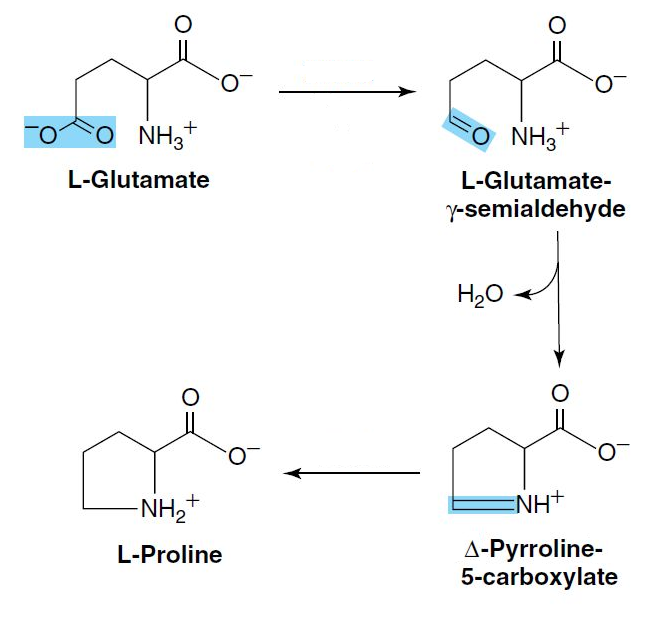 O
O⁻
⁻O
O
NH₃⁺
L-Glutamate
O
O⁻
O
NH₃⁺
L-Glutamate-
γ-semialdehyde
H₂O
O
O⁻
NH₂⁺
L-Proline
O
O⁻
NH⁺
Δ-Pyrroline-
5-carboxylate